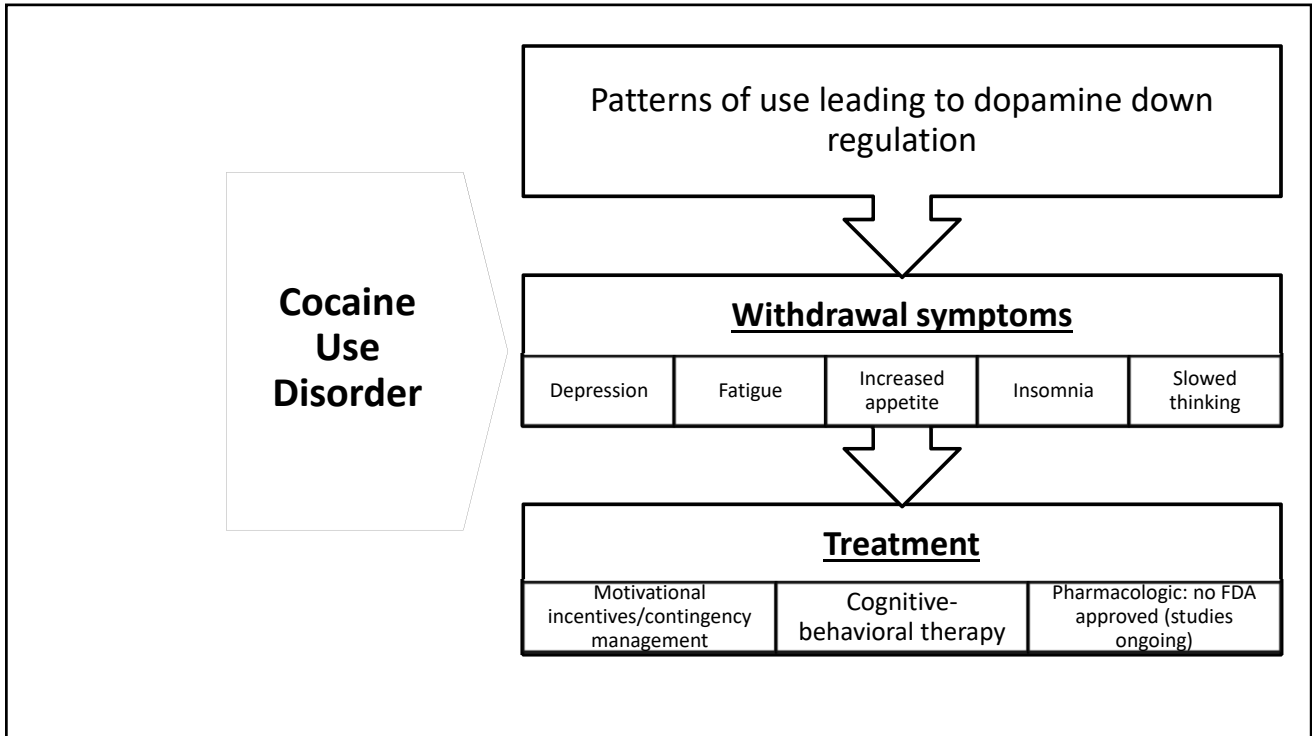 Patterns of use leading to dopamine down
regulation
Cocaine
Use
Disorder
Withdrawal symptoms
Depression
Fatigue
Increased
appetite
Insomnia
Slowed
thinking
Treatment
Motivational
incentives/contingency
management
Cognitive-
behavioral therapy
Pharmacologic: no FDA
approved (studies
ongoing)